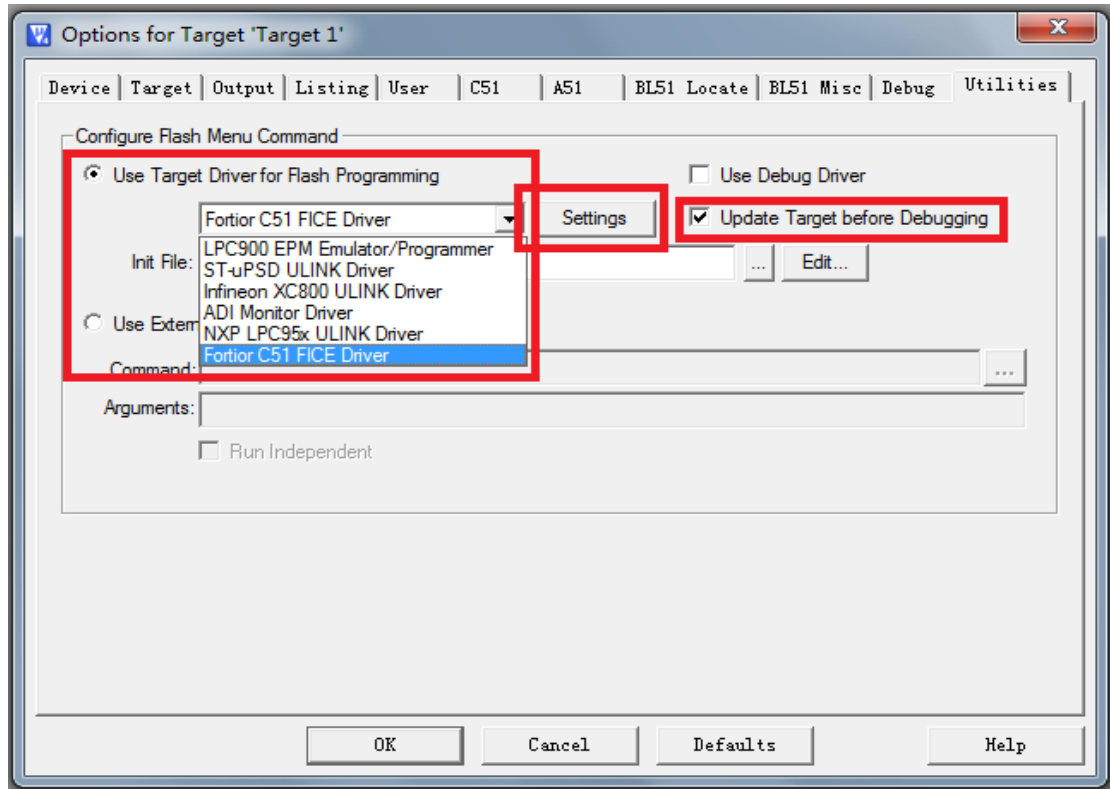 Options for Target 'Target 1'
Device Target Output Listing User C51 A51 BL51 Locate BL51 Misc Debug Utilities
Configure Flash Menu Command
Use Target Driver for Flash Programming Use Debug Driver
Fortior C51 FICE Driver Settings Update Target before Debugging
LPC900 EPM Emulator/Programmer
Init File: ST-uPSD ULINK Driver ... Edit...
Infineon XC800 ULINK Driver
ADI Monitor Driver
Use Extern NXP LPC95x ULINK Driver
Fortior C51 FICE Driver
Command: ...
Arguments:
Run Independent
OK Cancel Defaults Help